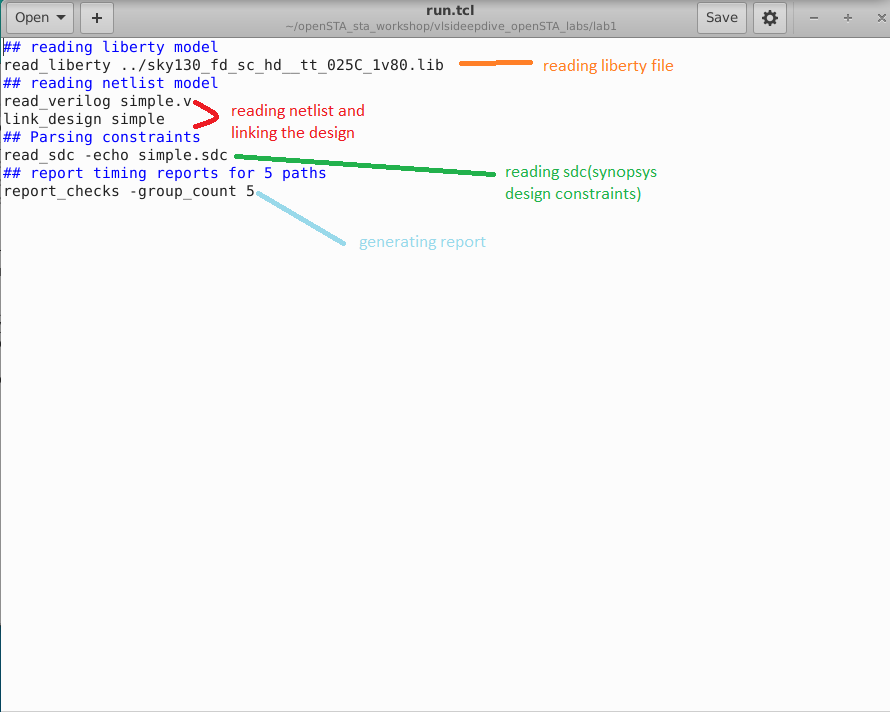 Open
+
run.tcl
~/openSTA_sta_workshop/vlsideepdive_openSTA_labs/lab1
Save
## reading liberty model
read_liberty ../sky130_fd_sc_hd__tt_025C_1v80.lib
reading liberty file
## reading netlist model
read_verilog simple.v
link_design simple
reading netlist and
linking the design
## Parsing constraints
read_sdc -echo simple.sdc
reading sdc(synopsys
design constraints)
## report timing reports for 5 paths
report_checks -group_count 5
generating report